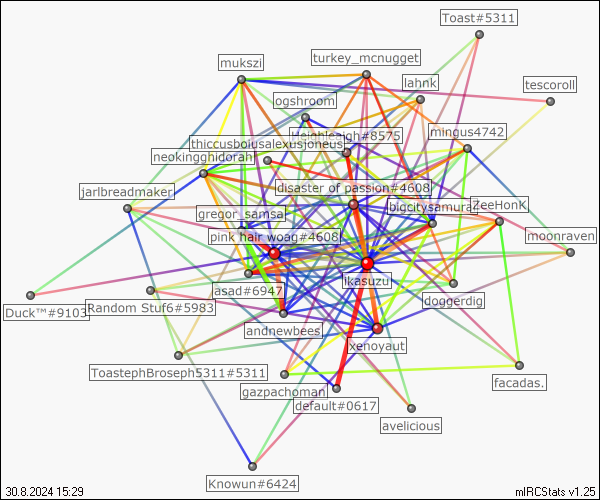 Toast#5311
mukszi
turkey_mcnugget
lahnk
tescoroll
ogshroom
mingus4742
Heighleigh#8575
thiccusboiusalexusjoneus
neokingghidorah
jarlbreadmaker
disaster of passion#4608
gregor_samsa
bigcitysamurai
ZeeHonK
pink hair woag#4608
moonraven
ikasuzu
asad#6947
doggerdig
Duck™#9103
Random Stuf6#5983
andnewbees
xenoyaut
ToastephBroseph5311#5311
gazpachoman
facadas.
default#0617
avelicious
Knowun#6424
30.8.2024 15:29
mIRCStats v1.25